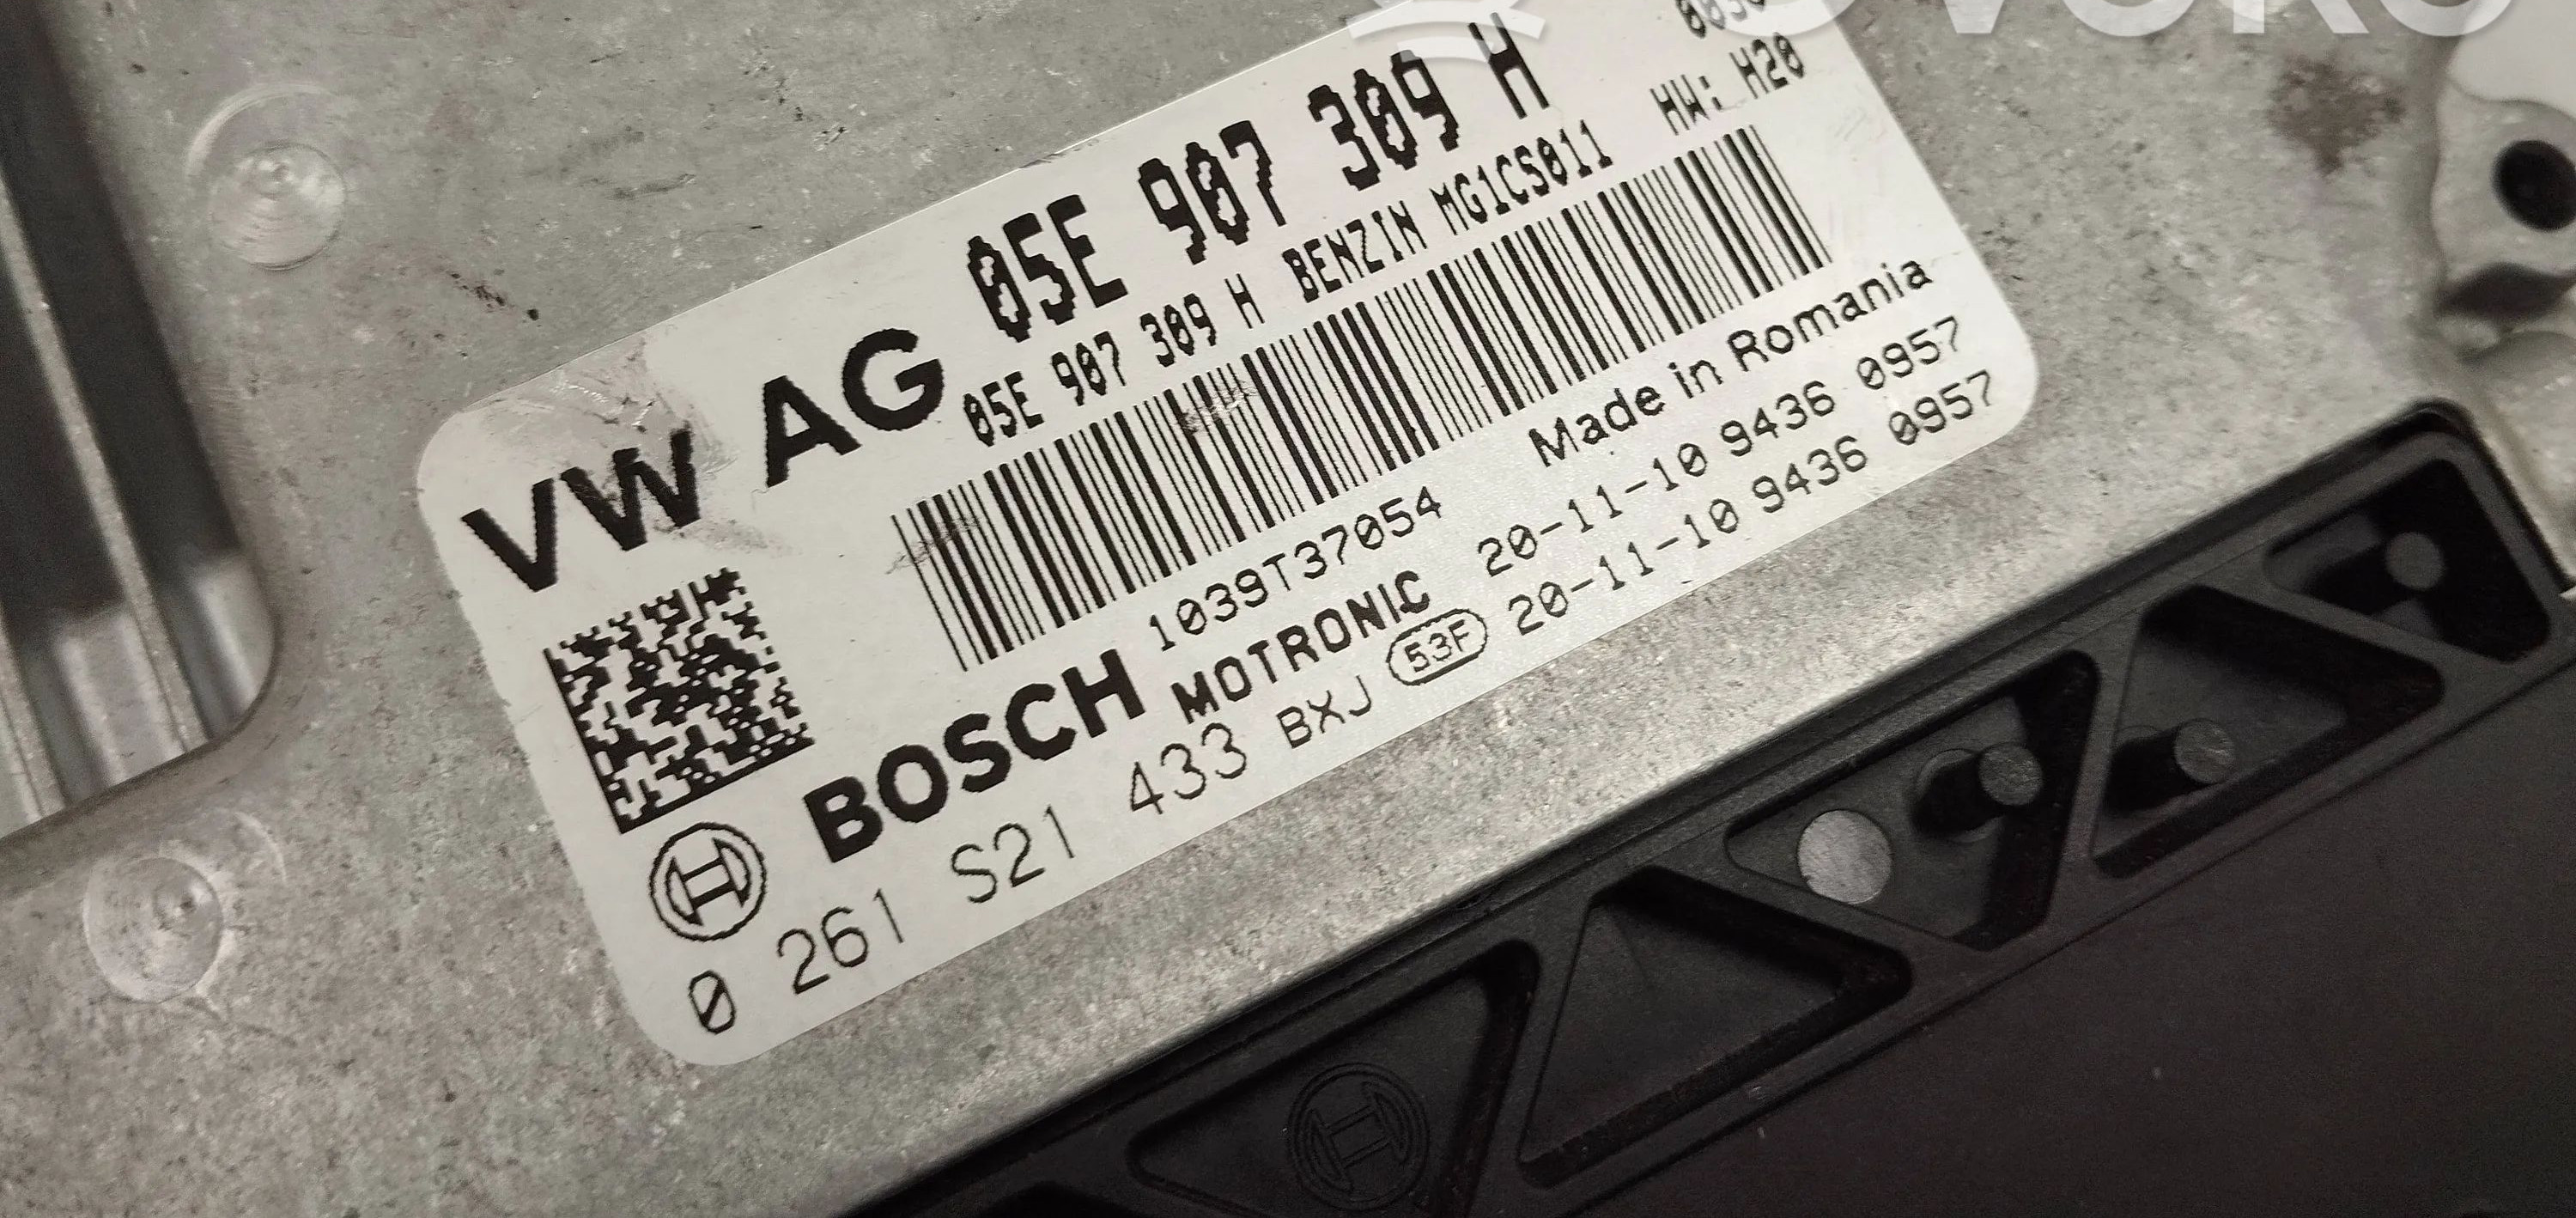 VW AG 05E 907 309 H
05E 907 309 H BENZIN MG1CS011 HW: H20
Made in Romania
1039T37054
BOSCH MOTRONIC 20-11-10 9436 0957
0 261 S21 433 BXJ 53F 20-11-10 9436 0957